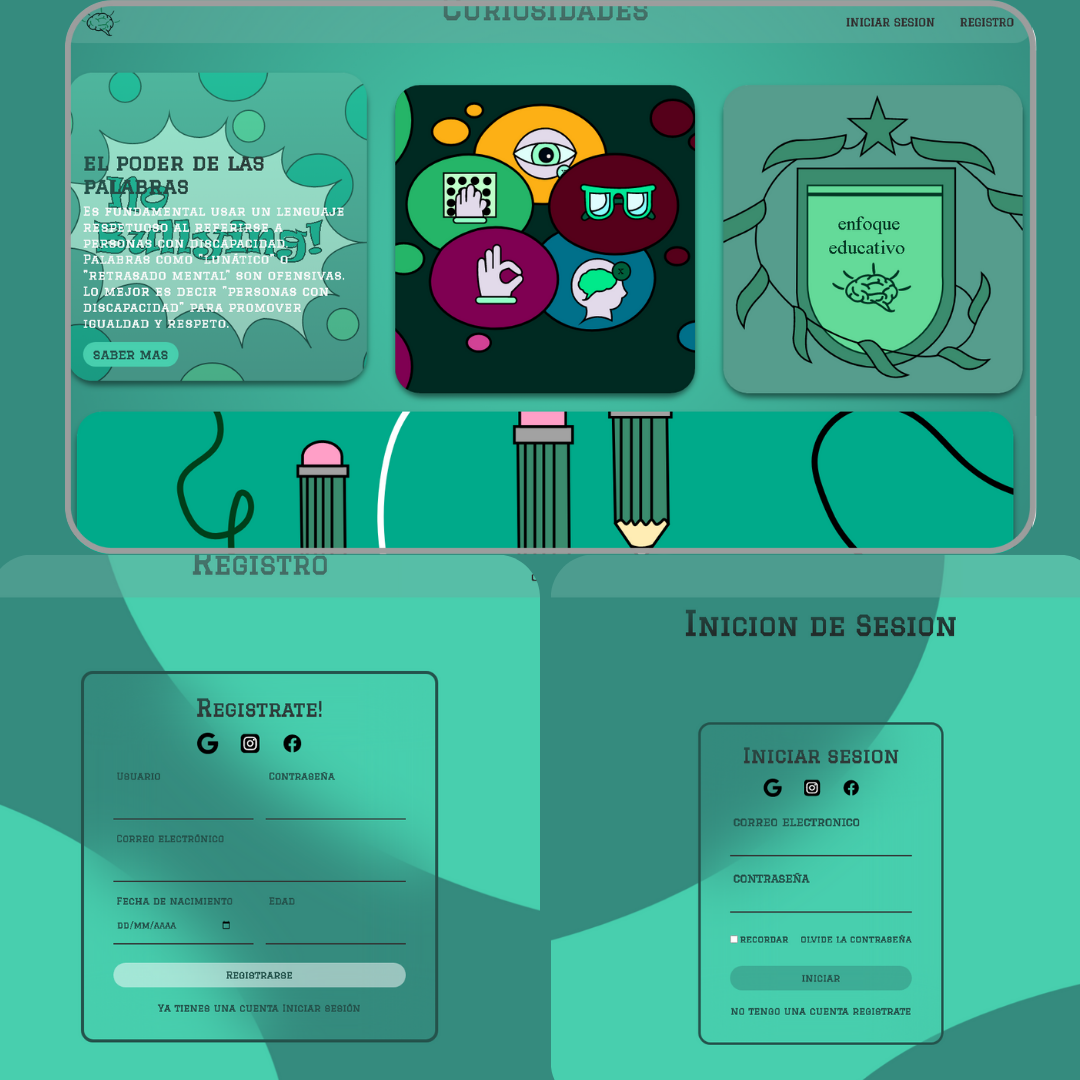 Curiosidades
INICIAR SESION REGISTRO
EL PODER DE LAS
PALABRAS
No
Bullying!
Es fundamental usar un lenguaje
respetuoso al referirse a
personas con discapacidad.
Palabras como "lunático" o
"retrasado mental" son ofensivas.
Lo mejor es decir "personas con
discapacidad" para promover
igualdad y respeto.
SABER MAS
enfoque
educativo
Registro
Registrate!
Usuario Contraseña
Correo electrónico
Fecha de nacimiento Edad
dd/mm/aaaa
Registrarse
Ya tienes una cuenta Iniciar sesión
Inicion de Sesion
Iniciar sesion
CORREO ELECTRONICO
CONTRASEÑA
RECORDAR OLVIDE LA CONTRASEÑA
INICIAR
NO TENGO UNA CUENTA REGISTRATE